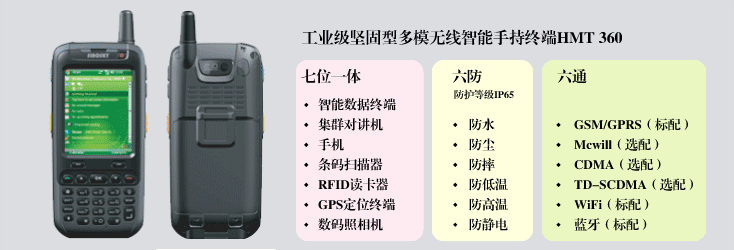 工业级坚固型多模无线智能手持终端HMT 360
七位一体
智能数据终端
集群对讲机
手机
条码扫描器
RFID读卡器
GPS定位终端
数码照相机
六防
防护等级IP65
防水
防尘
防摔
防低温
防高温
防静电
六通
GSM/GPRS（标配）
Mcwill（选配）
CDMA（选配）
TD–SCDMA（选配）
WiFi（标配）
蓝牙（标配）